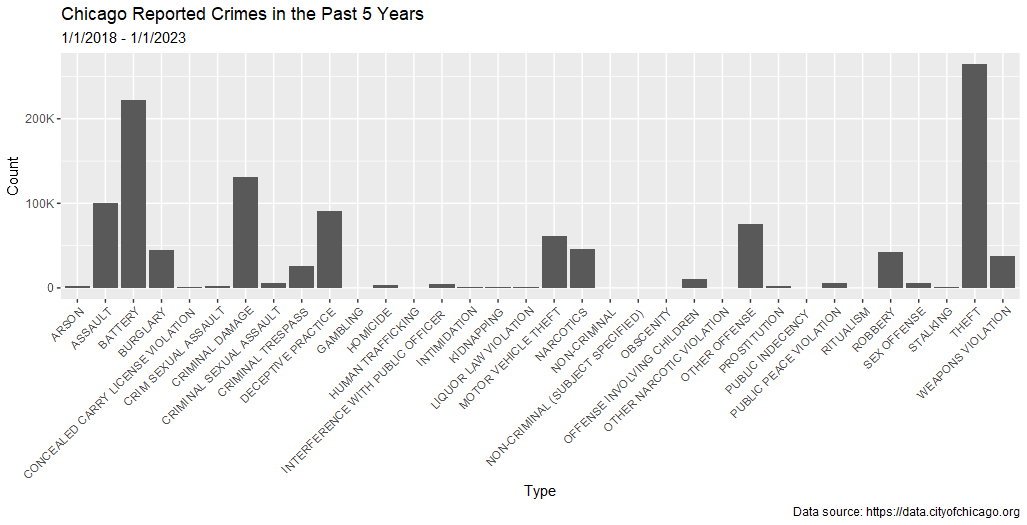 Chicago Reported Crimes in the Past 5 Years
1/1/2018 - 1/1/2023
Count
200K
100K
0
ARSON
ASSAULT
BATTERY
BURGLARY
CONCEALED CARRY LICENSE VIOLATION
CRIM SEXUAL ASSAULT
CRIMINAL DAMAGE
CRIMINAL SEXUAL ASSAULT
CRIMINAL TRESPASS
DECEPTIVE PRACTICE
GAMBLING
HOMICIDE
HUMAN TRAFFICKING
INTERFERENCE WITH PUBLIC OFFICER
INTIMIDATION
KIDNAPPING
LIQUOR LAW VIOLATION
MOTOR VEHICLE THEFT
NARCOTICS
NON-CRIMINAL
NON-CRIMINAL (SUBJECT SPECIFIED)
OBSCENITY
OFFENSE INVOLVING CHILDREN
OTHER NARCOTIC VIOLATION
OTHER OFFENSE
PROSTITUTION
PUBLIC INDECENCY
PUBLIC PEACE VIOLATION
RITUALISM
ROBBERY
SEX OFFENSE
STALKING
THEFT
WEAPONS VIOLATION
Type
Data source: https://data.cityofchicago.org